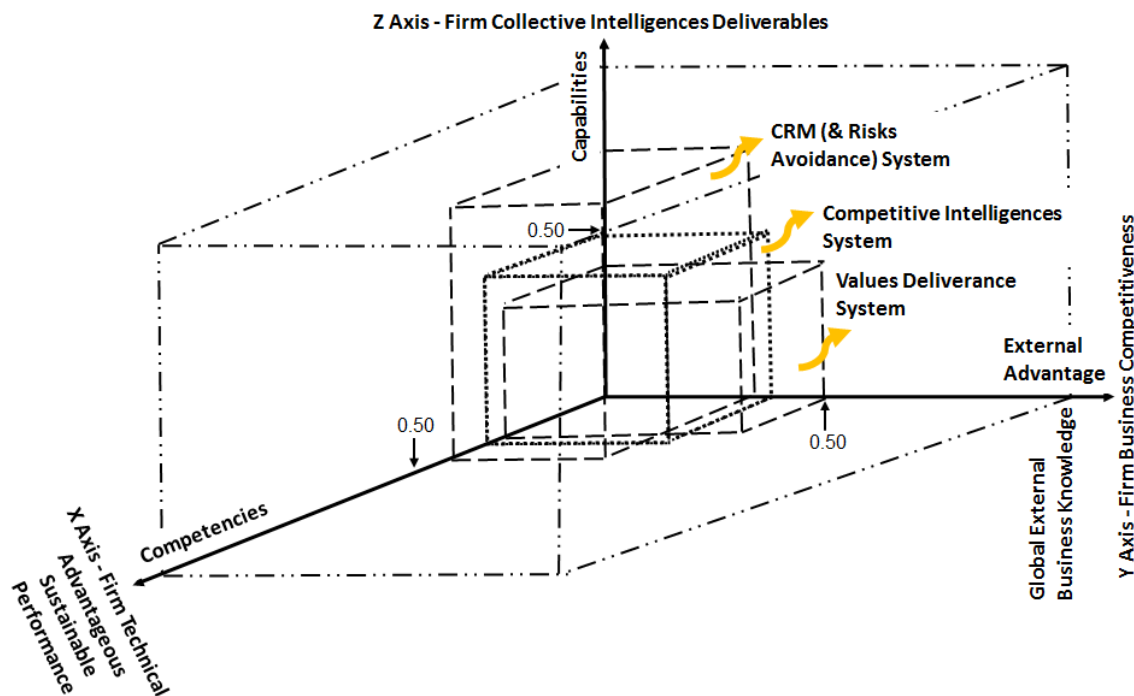 Z Axis - Firm Collective Intelligences Deliverables
Capabilities
CRM (& Risks
Avoidance) System
0.50
Competitive Intelligences
System
Values Deliverance
System
External
Advantage
0.50
0.50
Competencies
X Axis - Firm Technical
Advantageous
Sustainable
Performance
Global External
Business Knowledge
Y Axis - Firm Business Competitiveness